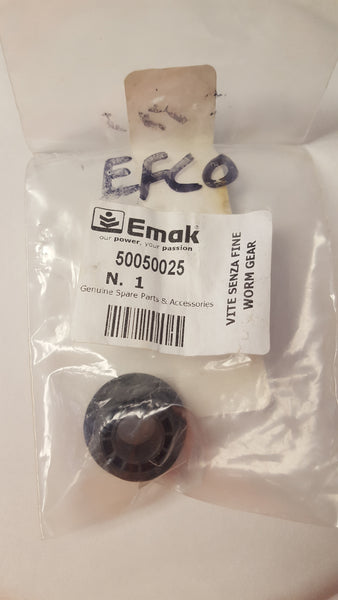 EFCO
Emak
our power, your passion
50050025
N. 1
Genuine Spare Parts & Accessories
VITE SENZA FINE
WORM GEAR